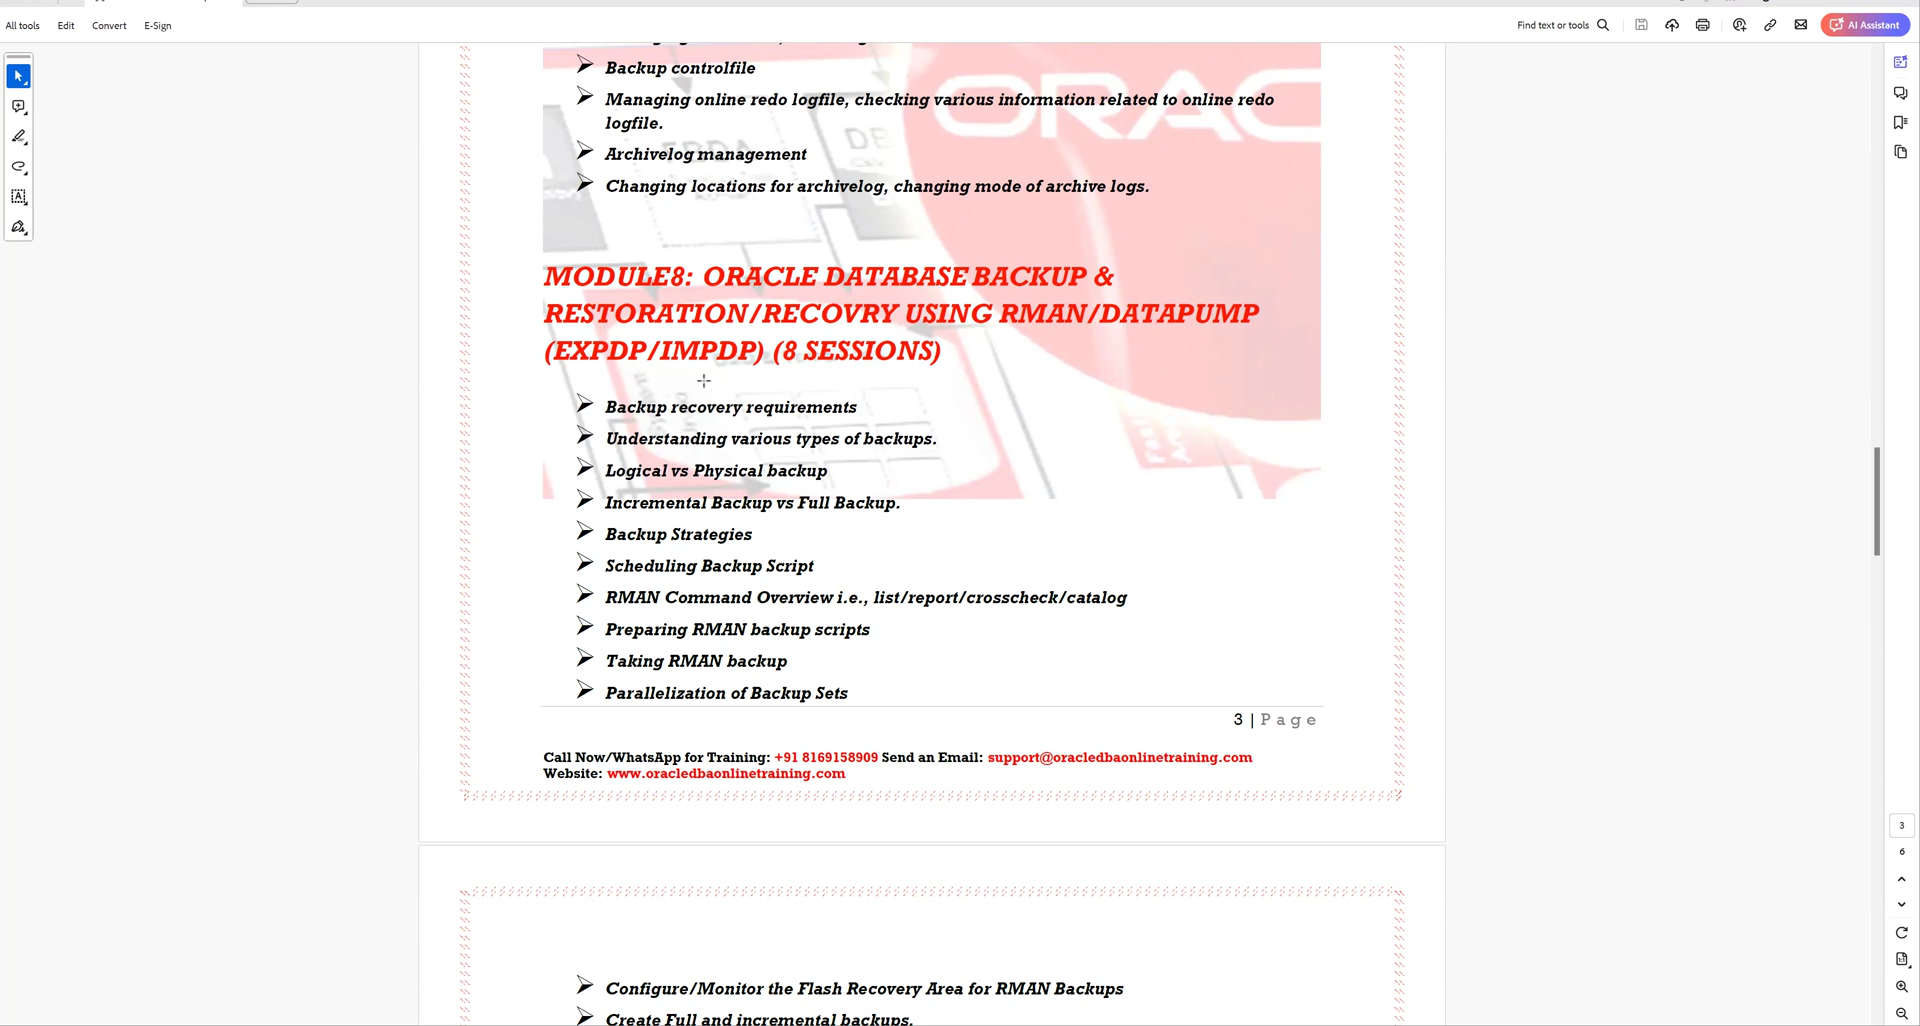 All tools Edit Convert E-Sign Find text or tools AI Assistant
Backup controlfile
Managing online redo logfile, checking various information related to online redo
logfile.
Archivelog management
Changing locations for archivelog, changing mode of archive logs.
ORAC
MODULE8: ORACLE DATABASE BACKUP &
RESTORATION/RECOVRY USING RMAN/DATAPUMP
(EXPDP/IMPDP) (8 SESSIONS)
Backup recovery requirements
Understanding various types of backups.
Logical vs Physical backup
Incremental Backup vs Full Backup.
Backup Strategies
Scheduling Backup Script
RMAN Command Overview i.e., list/report/crosscheck/catalog
Preparing RMAN backup scripts
Taking RMAN backup
Parallelization of Backup Sets
3 | Page
Call Now/WhatsApp for Training: +91 8169158909 Send an Email: support@oracledbaonlinetraining.com
Website: www.oracledbaonlinetraining.com
3
6
Configure/Monitor the Flash Recovery Area for RMAN Backups
Create Full and incremental backups.